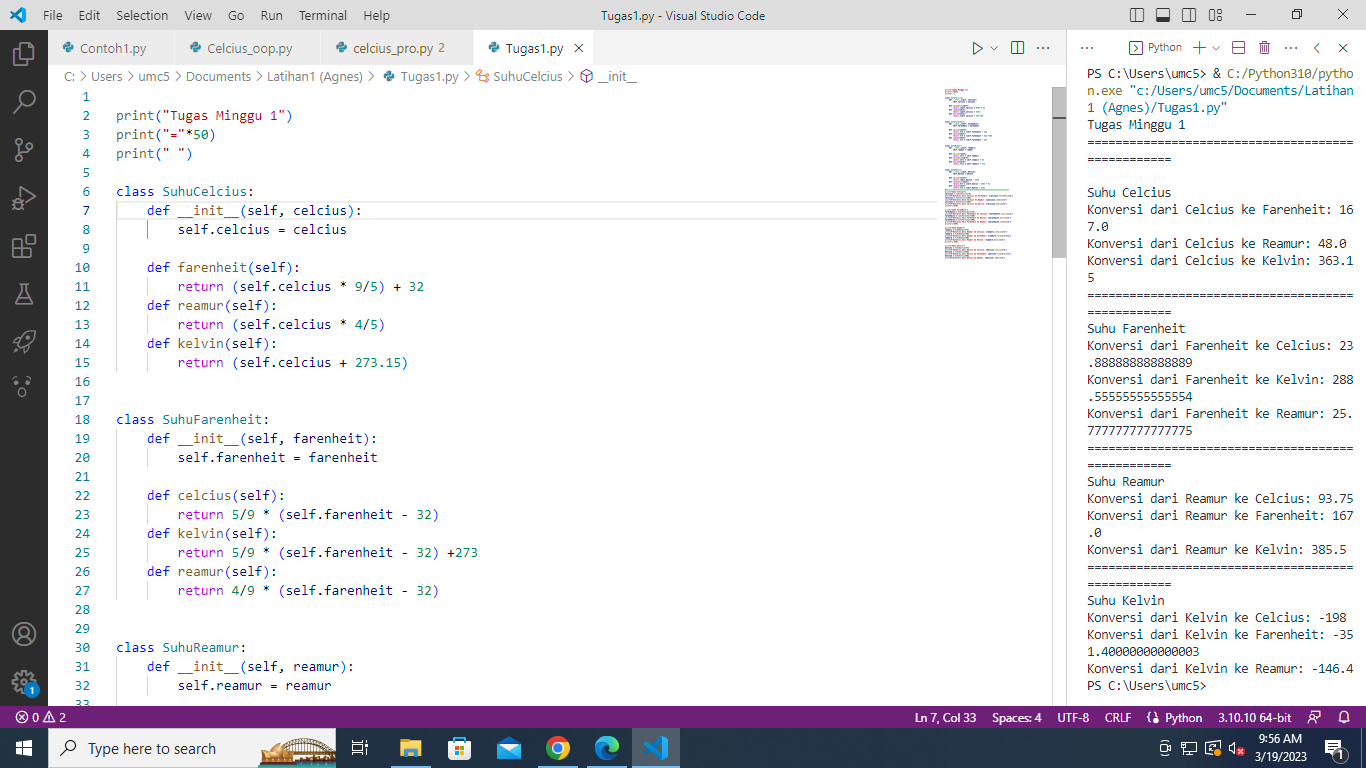 File Edit Selection View Go Run Terminal Help
Tugas1.py - Visual Studio Code
Contoh1.py Celcius_oop.py celcius_pro.py 2 Tugas1.py
C: > Users > umc5 > Documents > Latihan1 (Agnes) > Tugas1.py > SuhuCelcius > __init__
1
2 print("Tugas Minggu 1")
3 print("="*50)
4 print(" ")
5
6 class SuhuCelcius:
7 def __init__(self, celcius):
8 self.celcius = celcius
9
10 def farenheit(self):
11 return (self.celcius * 9/5) + 32
12 def reamur(self):
13 return (self.celcius * 4/5)
14 def kelvin(self):
15 return (self.celcius + 273.15)
16
17
18 class SuhuFarenheit:
19 def __init__(self, farenheit):
20 self.farenheit = farenheit
21
22 def celcius(self):
23 return 5/9 * (self.farenheit - 32)
24 def kelvin(self):
25 return 5/9 * (self.farenheit - 32) +273
26 def reamur(self):
27 return 4/9 * (self.farenheit - 32)
28
29
30 class SuhuReamur:
31 def __init__(self, reamur):
32 self.reamur = reamur
33
Python
PS C:\Users\umc5> & C:/Python310/pytho
n.exe "c:/Users/umc5/Documents/Latihan
1 (Agnes)/Tugas1.py"
Tugas Minggu 1
======================================
============
Suhu Celcius
Konversi dari Celcius ke Farenheit: 16
7.0
Konversi dari Celcius ke Reamur: 48.0
Konversi dari Celcius ke Kelvin: 363.1
5
======================================
============
Suhu Farenheit
Konversi dari Farenheit ke Celcius: 23
.88888888888889
Konversi dari Farenheit ke Kelvin: 288
.55555555555554
Konversi dari Farenheit ke Reamur: 25.
777777777777775
======================================
============
Suhu Reamur
Konversi dari Reamur ke Celcius: 93.75
Konversi dari Reamur ke Farenheit: 167
.0
Konversi dari Reamur ke Kelvin: 385.5
======================================
============
Suhu Kelvin
Konversi dari Kelvin ke Celcius: -198
Konversi dari Kelvin ke Farenheit: -35
1.40000000000003
Konversi dari Kelvin ke Reamur: -146.4
PS C:\Users\umc5>
1
0 2
Ln 7, Col 33 Spaces: 4 UTF-8 CRLF Python 3.10.10 64-bit
Type here to search
9:56 AM
3/19/2023
1